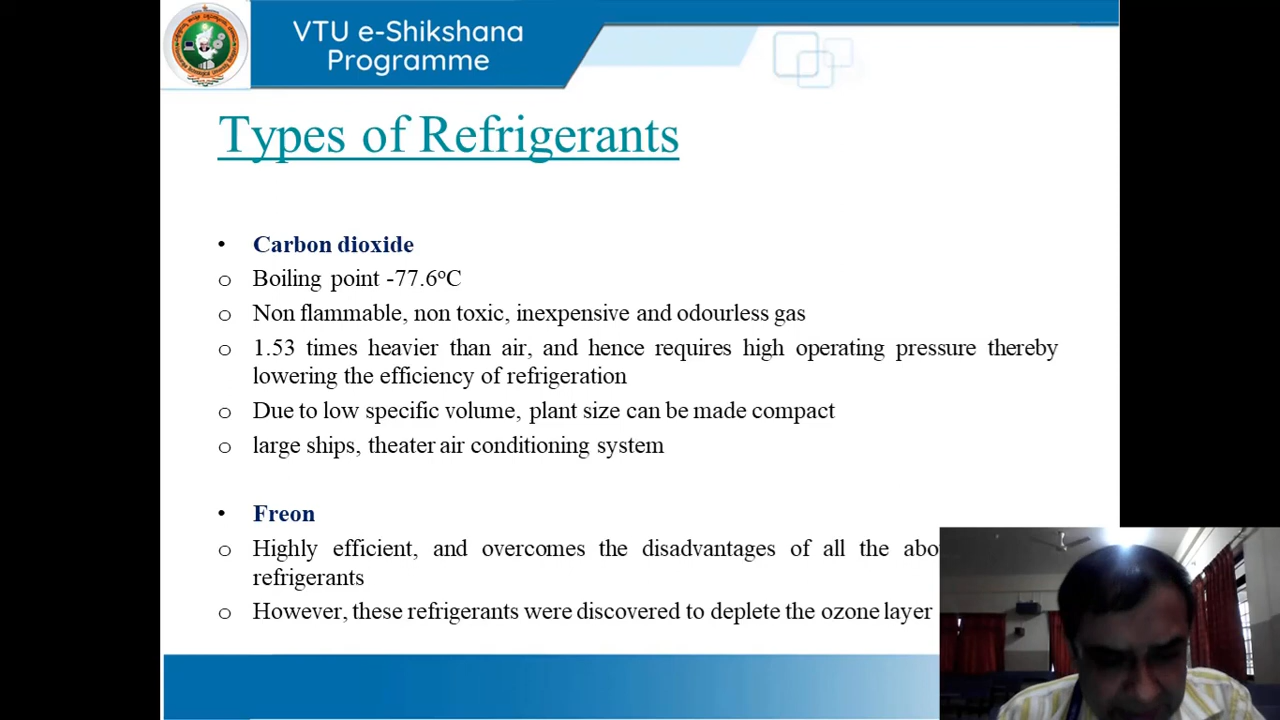 VTU e-Shikshana
Programme
Types of Refrigerants
• Carbon dioxide
o Boiling point -77.6ºC
o Non flammable, non toxic, inexpensive and odourless gas
o 1.53 times heavier than air, and hence requires high operating pressure thereby
lowering the efficiency of refrigeration
o Due to low specific volume, plant size can be made compact
o large ships, theater air conditioning system
• Freon
o Highly efficient, and overcomes the disadvantages of all the
refrigerants
o However, these refrigerants were discovered to deplete the ozone layer